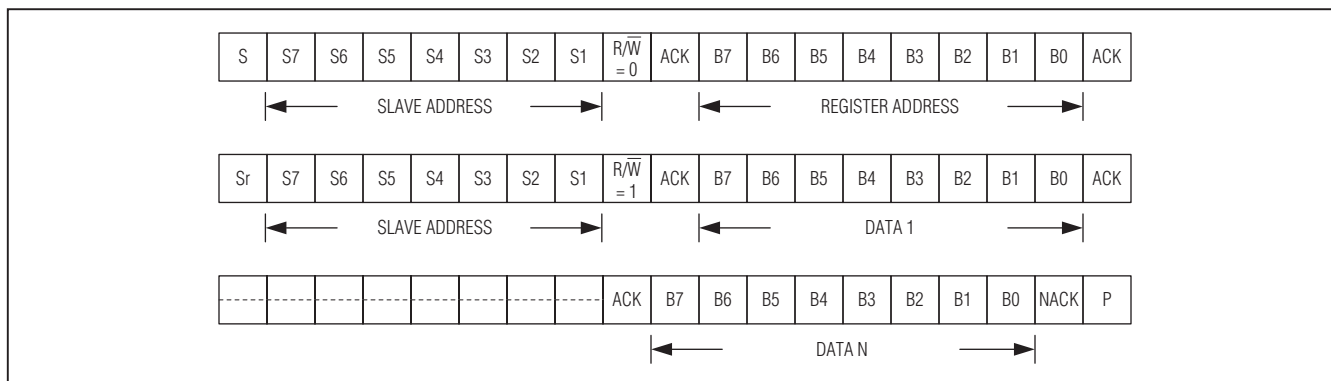 S S7 S6 S5 S4 S3 S2 S1 R/W̅ = 0 ACK B7 B6 B5 B4 B3 B2 B1 B0 ACK
SLAVE ADDRESS REGISTER ADDRESS
Sr S7 S6 S5 S4 S3 S2 S1 R/W̅ = 1 ACK B7 B6 B5 B4 B3 B2 B1 B0 ACK
SLAVE ADDRESS DATA 1
ACK B7 B6 B5 B4 B3 B2 B1 B0 NACK P
DATA N